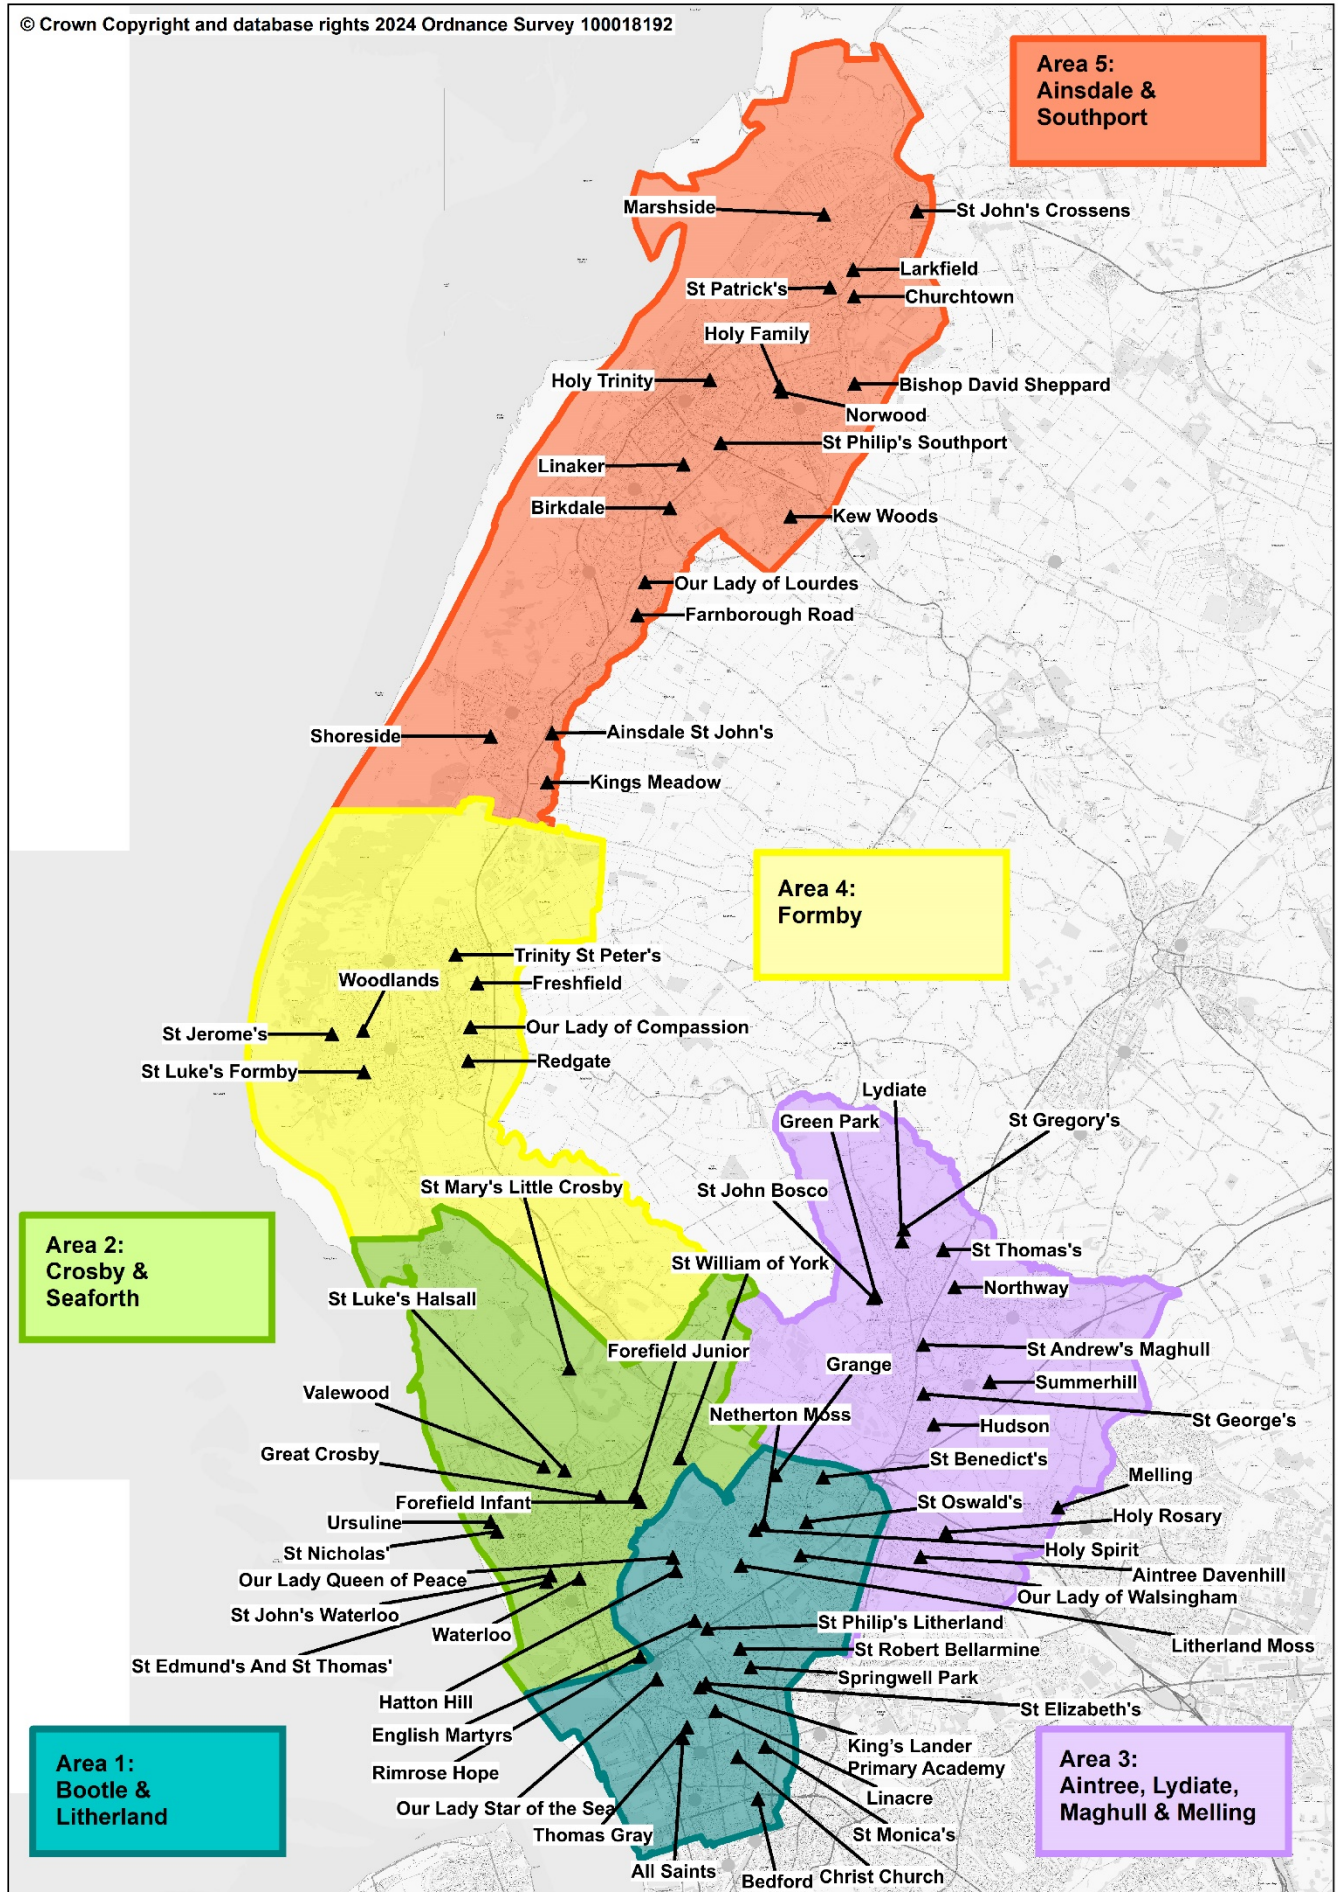 © Crown Copyright and database rights 2024 Ordnance Survey 100018192
Area 5:
Ainsdale &
Southport
Marshside
St John's Crossens
Larkfield
St Patrick's
Churchtown
Holy Family
Holy Trinity
Bishop David Sheppard
Norwood
St Philip's Southport
Linaker
Birkdale
Kew Woods
Our Lady of Lourdes
Farnborough Road
Shoreside
Ainsdale St John's
Kings Meadow
Area 4:
Formby
Trinity St Peter's
Woodlands
Freshfield
St Jerome's
Our Lady of Compassion
St Luke's Formby
Redgate
Lydiate
Green Park
St Gregory's
St Mary's Little Crosby
St John Bosco
Area 2:
Crosby &
Seaforth
St Thomas's
St William of York
Northway
St Luke's Halsall
Forefield Junior
St Andrew's Maghull
Grange
Summerhill
Valewood
Netherton Moss
St George's
Hudson
Great Crosby
St Benedict's
Melling
Forefield Infant
St Oswald's
Holy Rosary
Ursuline
Holy Spirit
St Nicholas'
Aintree Davenhill
Our Lady Queen of Peace
Our Lady of Walsingham
St John's Waterloo
St Philip's Litherland
Waterloo
Litherland Moss
St Robert Bellarmine
St Edmund's And St Thomas'
Springwell Park
Hatton Hill
St Elizabeth's
English Martyrs
King's Lander
Primary Academy
Area 1:
Bootle &
Litherland
Area 3:
Aintree, Lydiate,
Maghull & Melling
Rimrose Hope
Linacre
Our Lady Star of the Sea
Thomas Gray
St Monica's
All Saints
Bedford
Christ Church